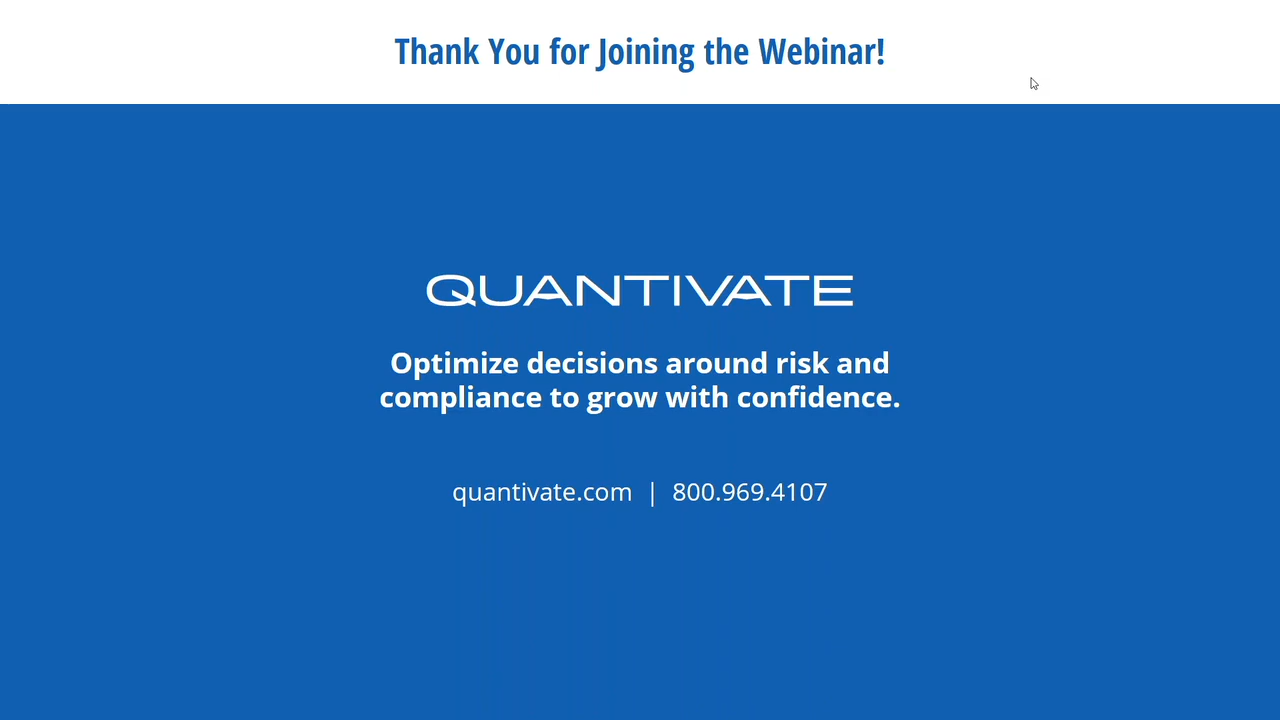 Thank You for Joining the Webinar!
QUANTIVATE
Optimize decisions around risk and
compliance to grow with confidence.
quantivate.com | 800.969.4107